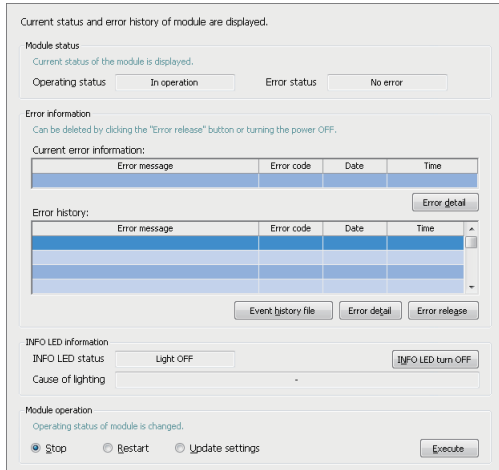 Current status and error history of module are displayed.
Module status
Current status of the module is displayed.
Operating status In operation Error status No error
Error information
Can be deleted by clicking the "Error release" button or turning the power OFF.
Current error information:
Error message Error code Date Time
Error detail
Error history:
Error message Error code Date Time
Event history file Error detail Error release
INFO LED information
INFO LED status Light OFF INFO LED turn OFF
Cause of lighting -
Module operation
Operating status of module is changed.
Stop Restart Update settings Execute